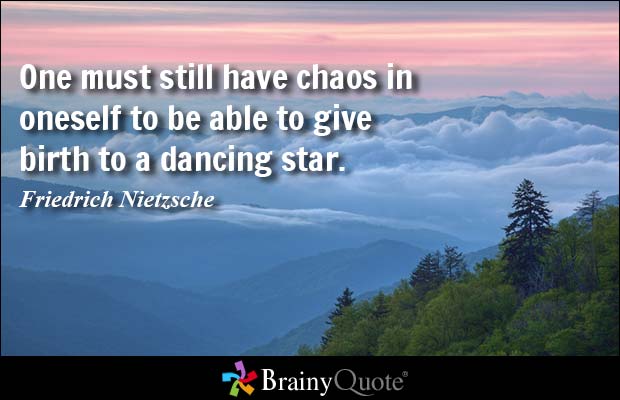 One must still have chaos in
oneself to be able to give
birth to a dancing star.
Friedrich Nietzsche
BrainyQuote®